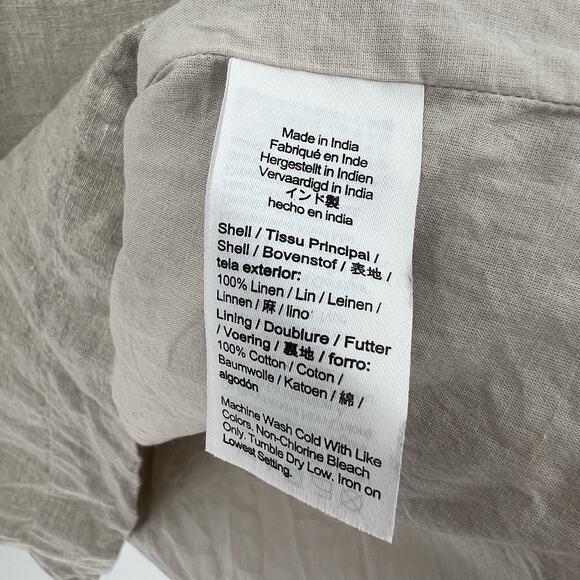 Made in India
Fabriqué en Inde
Hergestellt in Indien
Vervaardigd in India
インド製
hecho en india
Shell / Tissu Principal /
Shell / Bovenstof / 表地 /
tela exterior:
100% Linen / Lin / Leinen /
Linnen / 麻 / lino
Lining / Doublure / Futter
/ Voering / 裏地 / forro:
100% Cotton / Coton /
Baumwolle / Katoen / 綿 /
algodón
Machine Wash Cold With Like
Colors. Non-Chlorine Bleach
Only. Tumble Dry Low. Iron on
Lowest Setting.